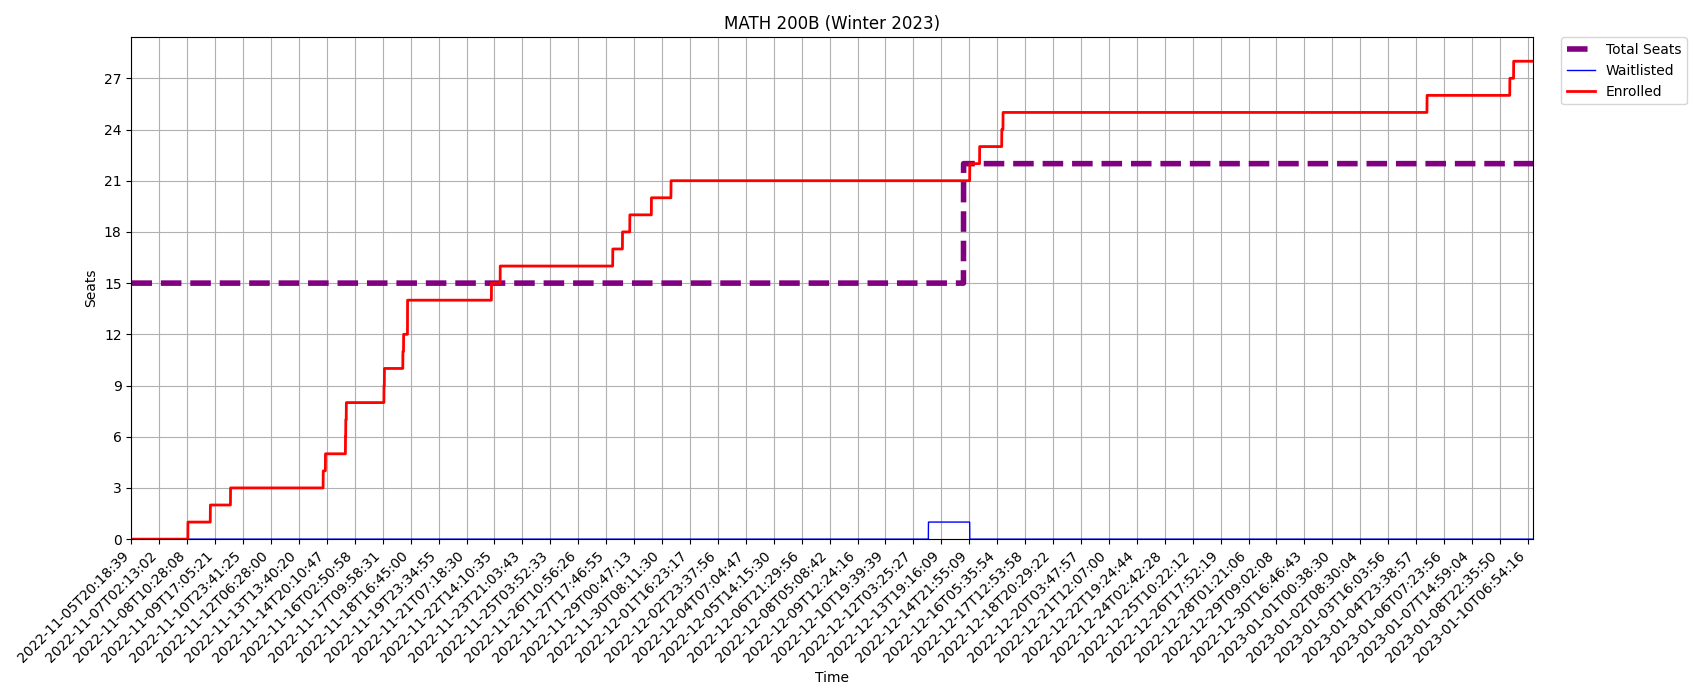 MATH 200B (Winter 2023)
Total Seats
Waitlisted
Enrolled
Seats
27
24
21
18
15
12
9
6
3
0
2022-11-05T20:18:39
2022-11-07T02:13:02
2022-11-08T10:28:08
2022-11-09T17:05:21
2022-11-10T23:41:25
2022-11-12T06:28:00
2022-11-13T13:40:20
2022-11-14T20:10:47
2022-11-16T02:50:58
2022-11-17T09:58:31
2022-11-18T16:45:00
2022-11-19T23:34:55
2022-11-21T07:18:30
2022-11-22T14:10:35
2022-11-23T21:03:43
2022-11-25T03:52:33
2022-11-26T10:56:26
2022-11-27T17:46:55
2022-11-29T00:47:13
2022-11-30T08:11:30
2022-12-01T16:23:17
2022-12-02T23:37:56
2022-12-04T07:04:47
2022-12-05T14:15:30
2022-12-06T21:29:56
2022-12-08T05:08:42
2022-12-09T12:24:16
2022-12-10T19:39:39
2022-12-12T03:25:27
2022-12-13T19:16:09
2022-12-14T21:55:09
2022-12-16T05:35:54
2022-12-17T12:53:58
2022-12-18T20:29:22
2022-12-20T03:47:57
2022-12-21T12:07:00
2022-12-22T19:24:44
2022-12-24T02:42:28
2022-12-25T10:22:12
2022-12-26T17:52:19
2022-12-28T01:21:06
2022-12-29T09:02:08
2022-12-30T16:46:43
2023-01-01T00:38:30
2023-01-02T08:30:04
2023-01-03T16:03:56
2023-01-04T23:38:57
2023-01-06T07:23:56
2023-01-07T14:59:04
2023-01-08T22:35:50
2023-01-10T06:54:16
Time